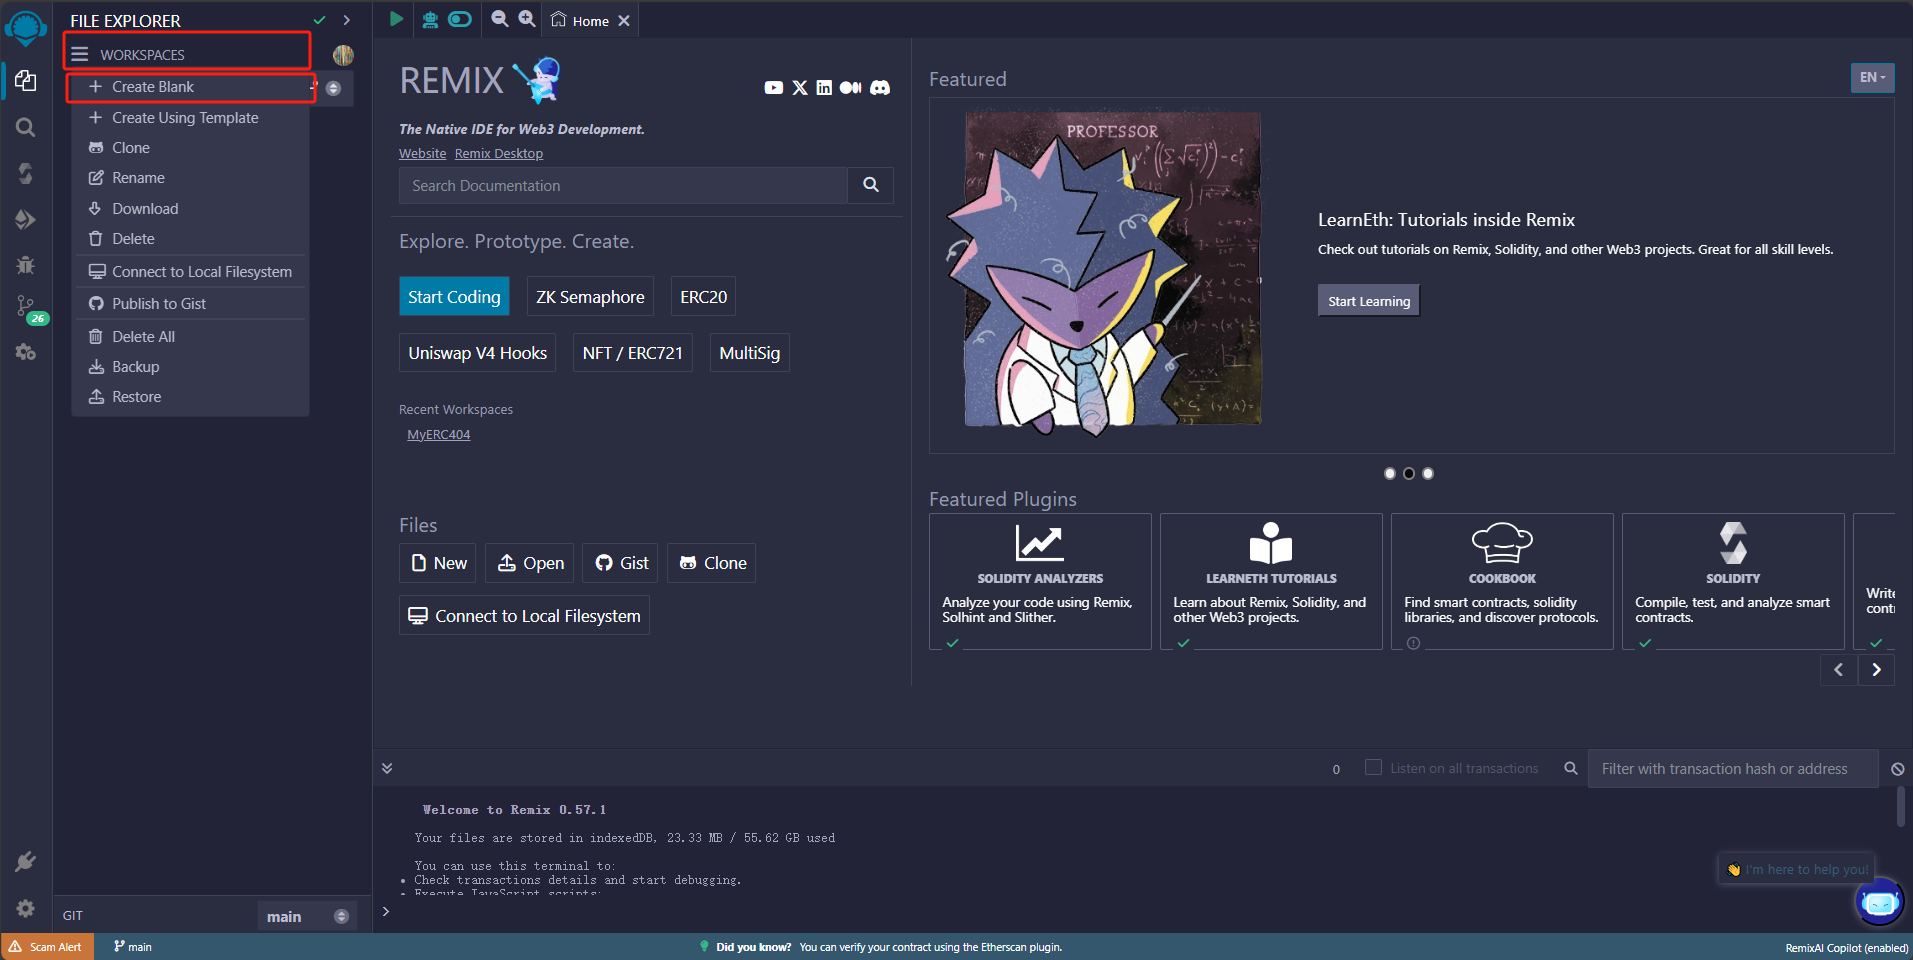 FILE EXPLORER
WORKSPACES
Create Blank
Create Using Template
Clone
Rename
Download
Delete
Connect to Local Filesystem
Publish to Gist
Delete All
Backup
Restore
26
GIT
main
Home
REMIX
The Native IDE for Web3 Development.
Website Remix Desktop
Search Documentation
Explore. Prototype. Create.
Start Coding ZK Semaphore ERC20
Uniswap V4 Hooks NFT / ERC721 MultiSig
Recent Workspaces
MyERC404
Files
New Open Gist Clone
Connect to Local Filesystem
Featured
EN
PROFESSOR
LearnEth: Tutorials inside Remix
Check out tutorials on Remix, Solidity, and other Web3 projects. Great for all skill levels.
Start Learning
Featured Plugins
SOLIDITY ANALYZERS
Analyze your code using Remix,
Solhint and Slither.
LEARNETH TUTORIALS
Learn about Remix, Solidity, and
other Web3 projects.
COOKBOOK
Find smart contracts, solidity
libraries, and discover protocols.
SOLIDITY
Compile, test, and analyze smart
contracts.
Write
0 Listen on all transactions Filter with transaction hash or address
Welcome to Remix 0.57.1
Your files are stored in indexedDB, 23.33 MB / 55.62 GB used
You can use this terminal to:
• Check transactions details and start debugging.
• Execute JavaScript scripts:
>
👋 I'm here to help you!
Scam Alert
main
Did you know? You can verify your contract using the Etherscan plugin.
RemixAI Copilot (enabled)